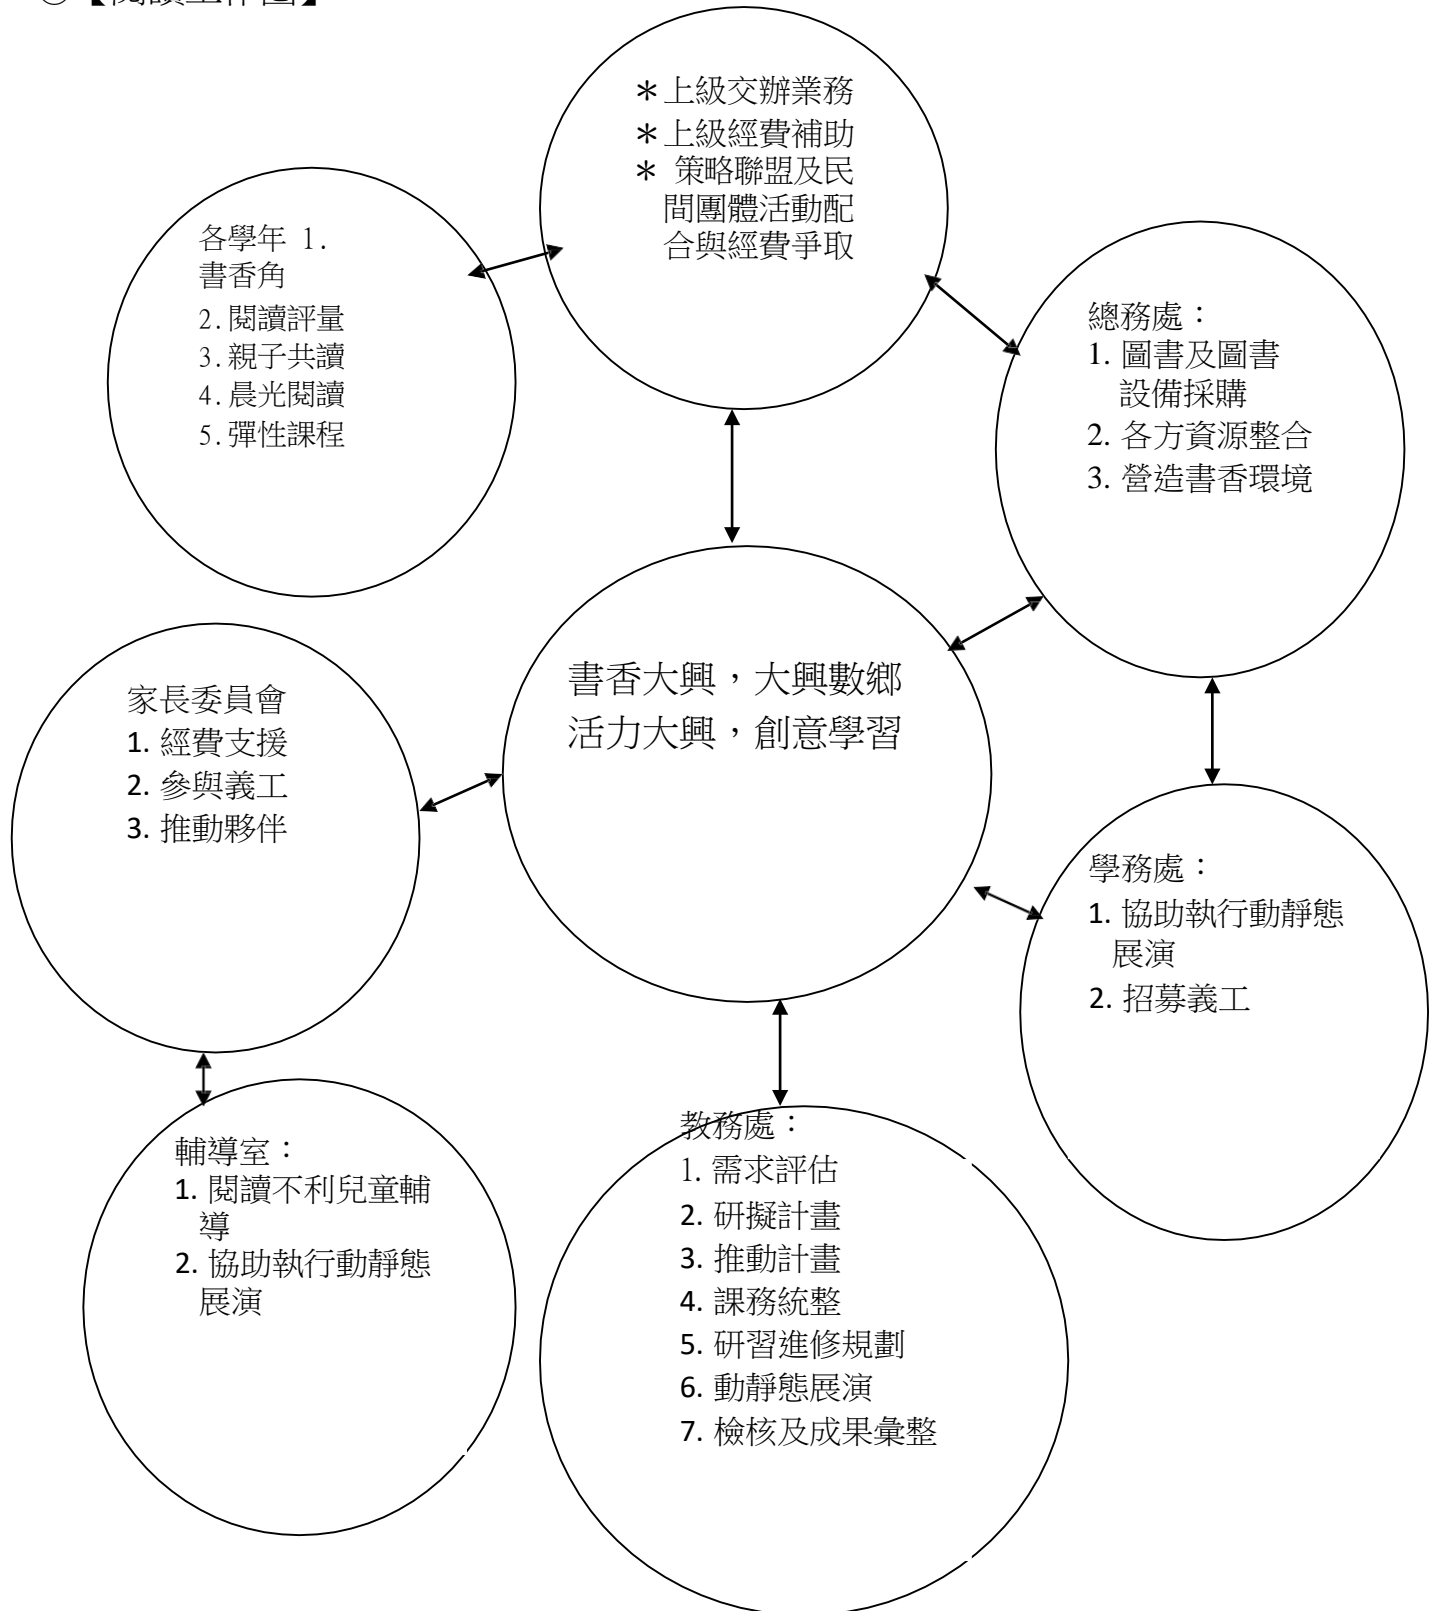 【閱讀工作圈】
＊上級交辦業務
＊上級經費補助
＊ 策略聯盟及民
間團體活動配
合與經費爭取
各學年 1.
書香角
2.閱讀評量
3.親子共讀
4.晨光閱讀
5.彈性課程
總務處：
1. 圖書及圖書
設備採購
2. 各方資源整合
3. 營造書香環境
書香大興，大興數鄉
活力大興，創意學習
家長委員會
1. 經費支援
2. 參與義工
3. 推動夥伴
學務處：
1. 協助執行動靜態
展演
2. 招募義工
輔導室：
1. 閱讀不利兒童輔
導
2. 協助執行動靜態
展演
教務處：
1. 需求評估
2. 研擬計畫
3. 推動計畫
4. 課務統整
5. 研習進修規劃
6. 動靜態展演
7. 檢核及成果彙整